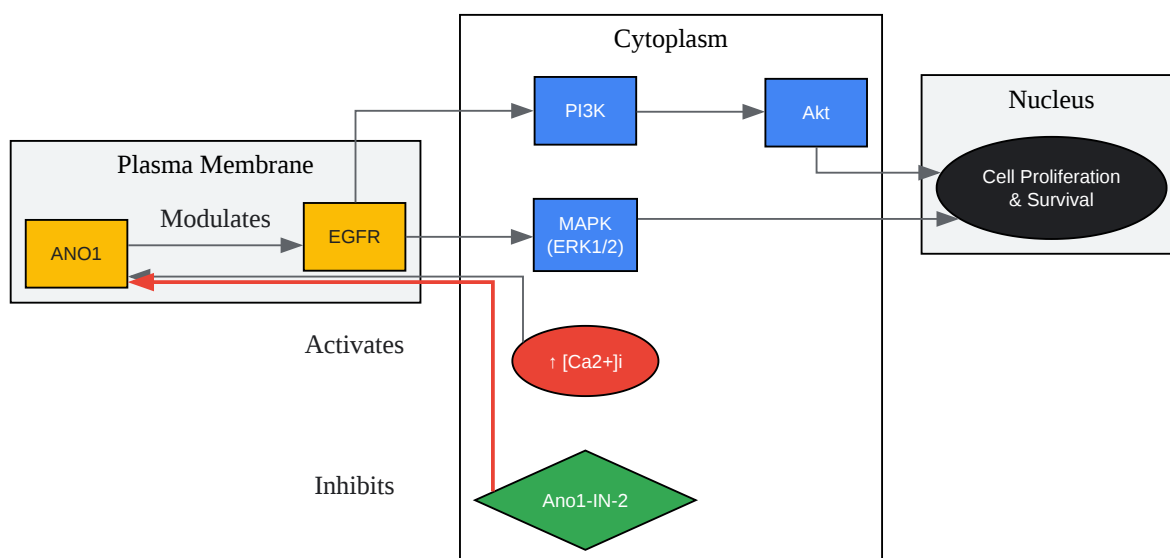 Cytoplasm
PI3K
Akt
Nucleus
Cell Proliferation
& Survival
Plasma Membrane
Modulates
ANO1
EGFR
MAPK
(ERK1/2)
Activates
↑ [Ca2+]i
Inhibits
Ano1-IN-2